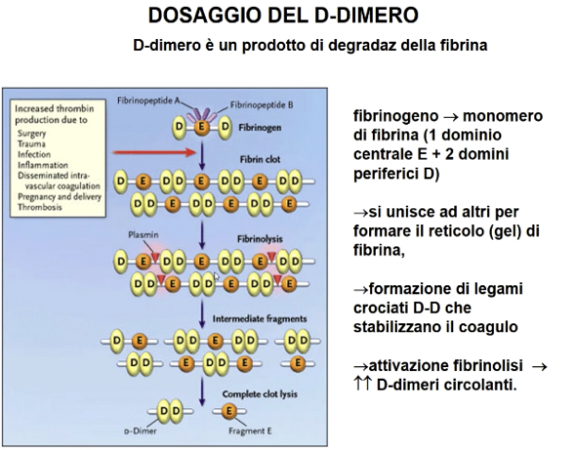 DOSAGGIO DEL D-DIMERO
D-dimero è un prodotto di degradaz della fibrina
Increased thrombin
production due to
Surgery
Trauma
Infection
Inflammation
Disseminated intra-
vascular coagulation
Pregnancy and delivery
Thrombosis
Fibrinopeptide A
Fibrinopeptide B
D E D
Fibrinogen
Fibrin clot
D E D D E D D E D
D D E D D E D D E
Plasmin
Fibrinolysis
D E D D E D D E D D
D D E D D E D D E
Intermediate fragments
D E D D E D D D
D D E D D E E
Complete clot lysis
D D E
D-Dimer
Fragment E
fibrinogeno → monomero
di fibrina (1 dominio
centrale E + 2 domini
periferici D)
→si unisce ad altri per
formare il reticolo (gel) di
fibrina,
→formazione di legami
crociati D-D che
stabilizzano il coagulo
→attivazione fibrinolisi →
↑↑ D-dimeri circolanti.